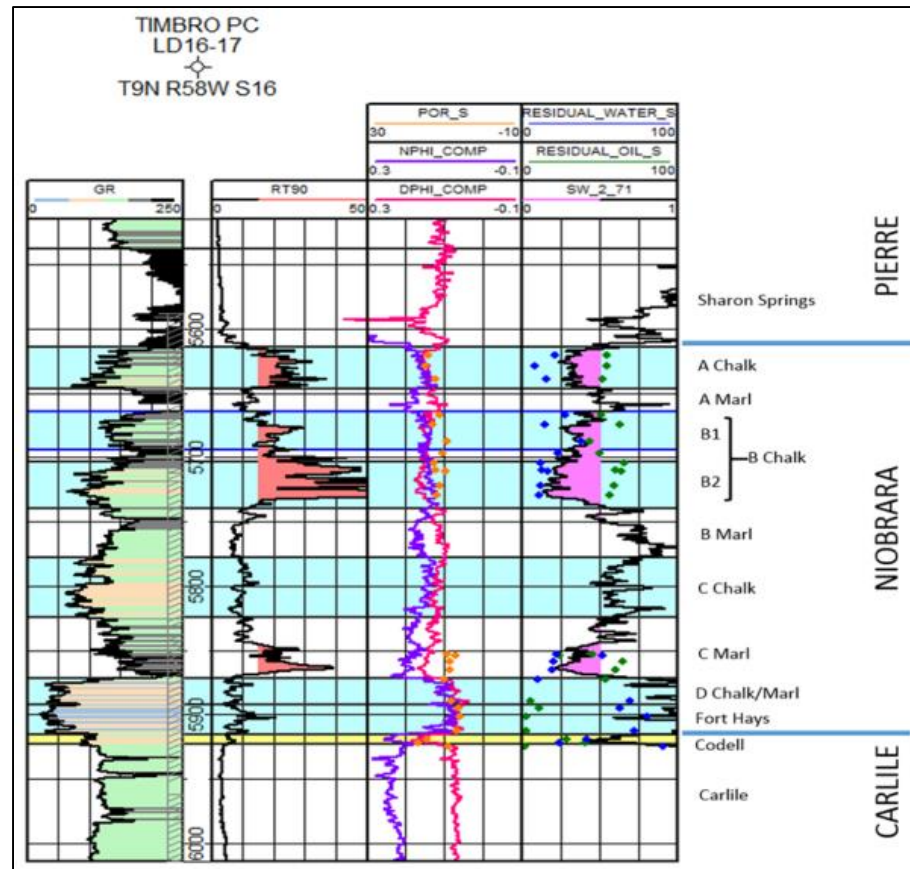 TIMBRO PC
LD16-17
T9N R58W S16
POR_S
30 -10
RESIDUAL_WATER_S
0 100
NPHI_COMP
0.3 -0.1
RESIDUAL_OIL_S
0 100
GR
0 250
RT90
0 50
DPHI_COMP
0.3 -0.1
SW_2_71
0 1
PIERRE
Sharon Springs
5600
A Chalk
A Marl
B1
5700
B Chalk
B2
NIOBRARA
B Marl
5800
C Chalk
C Marl
D Chalk/Marl
5900
Fort Hays
Codell
CARLILE
Carlile
6000